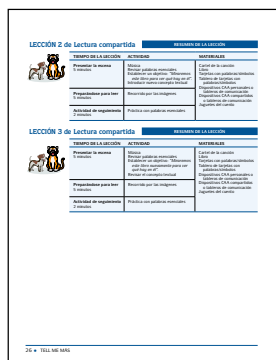 LECCIÓN 2 de Lectura compartida
RESUMEN DE LA LECCIÓN
TIEMPO DE LA LECCIÓN ACTIVIDAD MATERIALES
Presentar la escena
5 minutos
Música
Revisar palabras esenciales
Establecer un objetivo: "Miraremos
este libro para ver qué hay en él"
Introducir nuevo concepto textual
Cartel de la canción
Libro
Tarjetas con palabras/símbolos
Tablero de tarjetas con
palabras/símbolos
Dispositivos CAA personales o
tableros de comunicación
Dispositivos CAA compartidos
o tableros de comunicación
Juguetes del cuento
Preparándose para leer
5 minutos
Recorrido por las imágenes
Actividad de seguimiento
2 minutos
Práctica con palabras esenciales
LECCIÓN 3 de Lectura compartida
RESUMEN DE LA LECCIÓN
TIEMPO DE LA LECCIÓN ACTIVIDAD MATERIALES
Presentar la escena
5 minutos
Música
Revisar palabras esenciales
Establecer un objetivo: "Miremos
este libro nuevamente para ver
qué hay en él"
Revisar el concepto textual
Cartel de la canción
Libro
Tarjetas con palabras/símbolos
Tablero de tarjetas con
palabras/símbolos
Dispositivos CAA personales o
tableros de comunicación
Dispositivos CAA compartidos
o tableros de comunicación
Juguetes del cuento
Preparándose para leer
5 minutos
Recorrido por las imágenes
Actividad de seguimiento
2 minutos
Práctica con palabras esenciales
26 • TELL ME MÁS